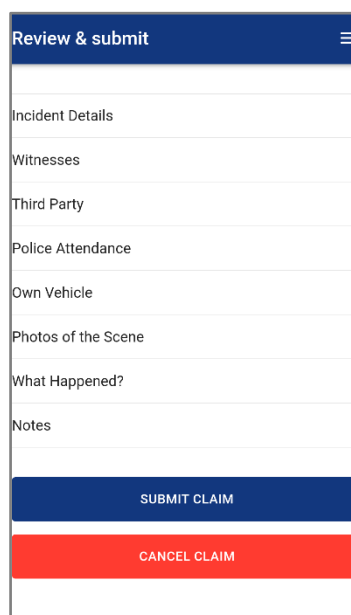 Review & submit
Incident Details
Witnesses
Third Party
Police Attendance
Own Vehicle
Photos of the Scene
What Happened?
Notes
SUBMIT CLAIM
CANCEL CLAIM